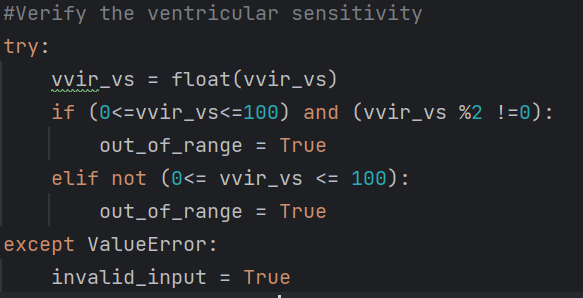 #Verify the ventricular sensitivity
try:
    vvir_vs = float(vvir_vs)
    if (0<=vvir_vs<=100) and (vvir_vs %2 !=0):
        out_of_range = True
    elif not (0<= vvir_vs <= 100):
        out_of_range = True
except ValueError:
    invalid_input = True